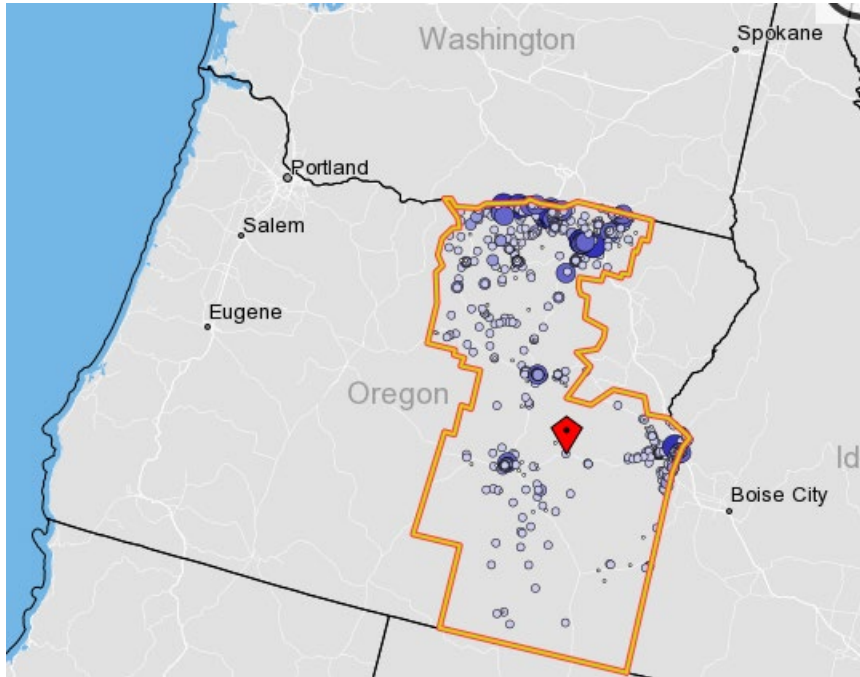 Washington
Spokane
Portland
Salem
Eugene
Oregon
Id
Boise City